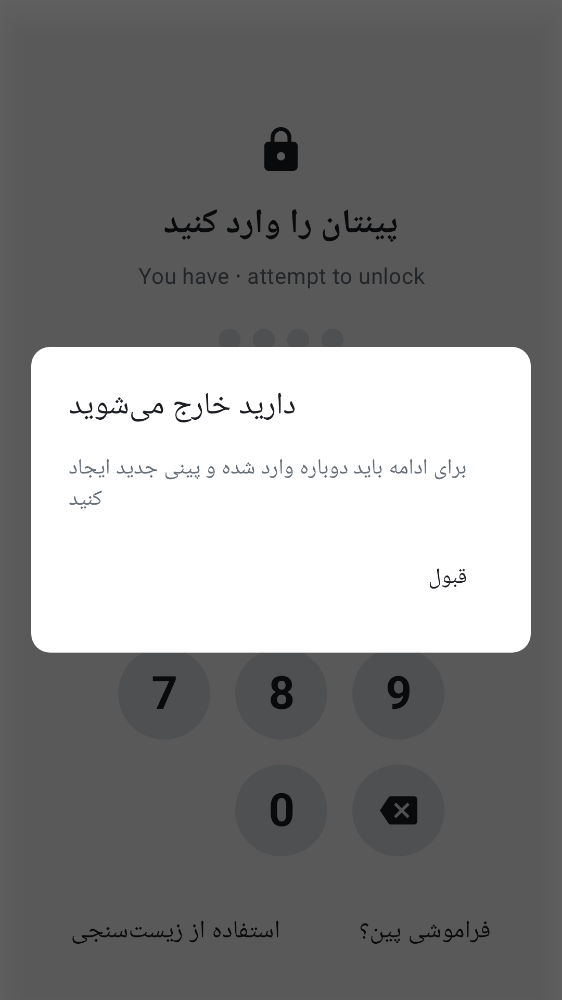 پینتان را وارد کنید
You have · attempt to unlock
دارید خارج می‌شوید
برای ادامه باید دوباره وارد شده و پینی جدید ایجاد
کنید
قبول
7 8 9
0
استفاده از زیست‌سنجی
فراموشی پین؟